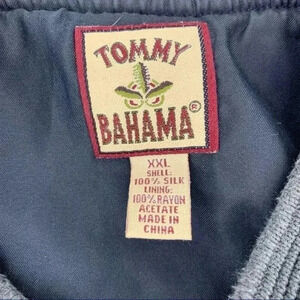 TOMMY
BAHAMA®
XXL
SHELL:
100% SILK
LINING:
100% RAYON
ACETATE
MADE IN
CHINA